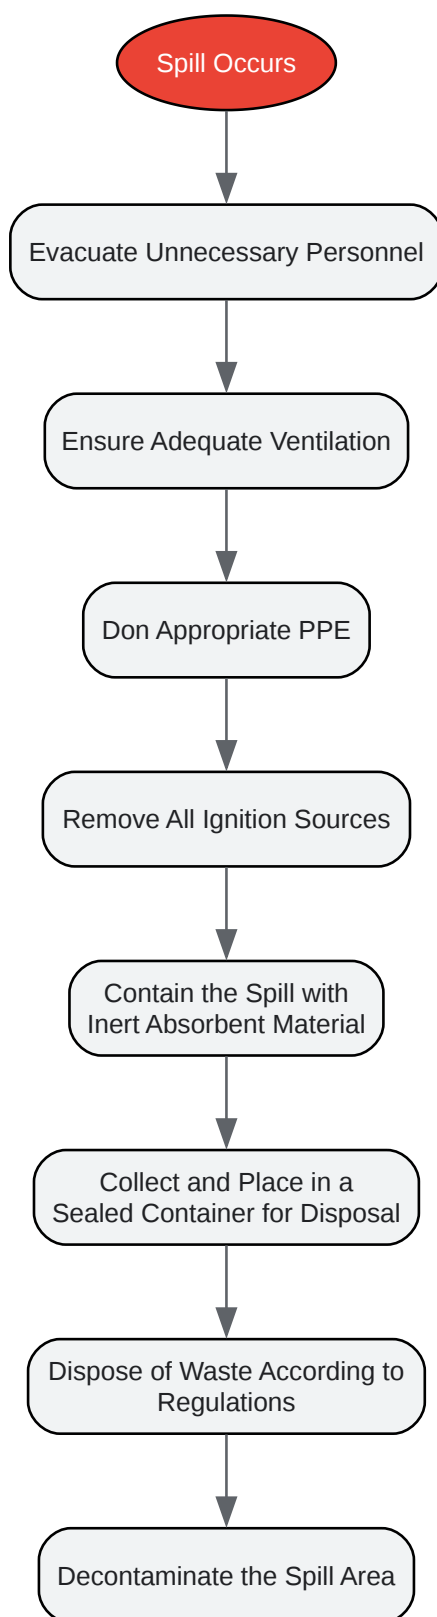 Spill Occurs
Evacuate Unnecessary Personnel
Ensure Adequate Ventilation
Don Appropriate PPE
Remove All Ignition Sources
Contain the Spill with
Inert Absorbent Material
Collect and Place in a
Sealed Container for Disposal
Dispose of Waste According to
Regulations
Decontaminate the Spill Area